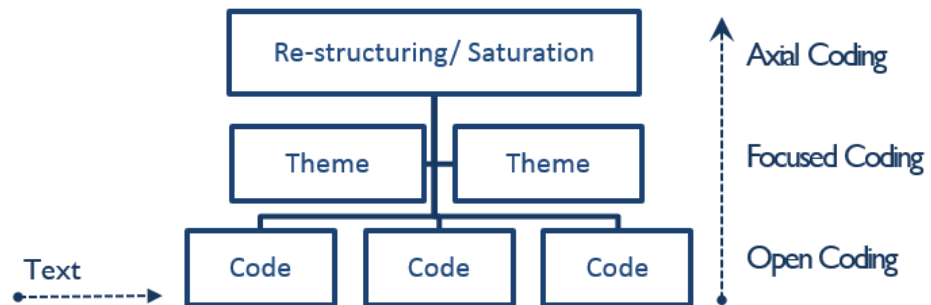 Re-structuring/ Saturation
Axial Coding
Theme
Theme
Focused Coding
Text
Code
Code
Code
Open Coding